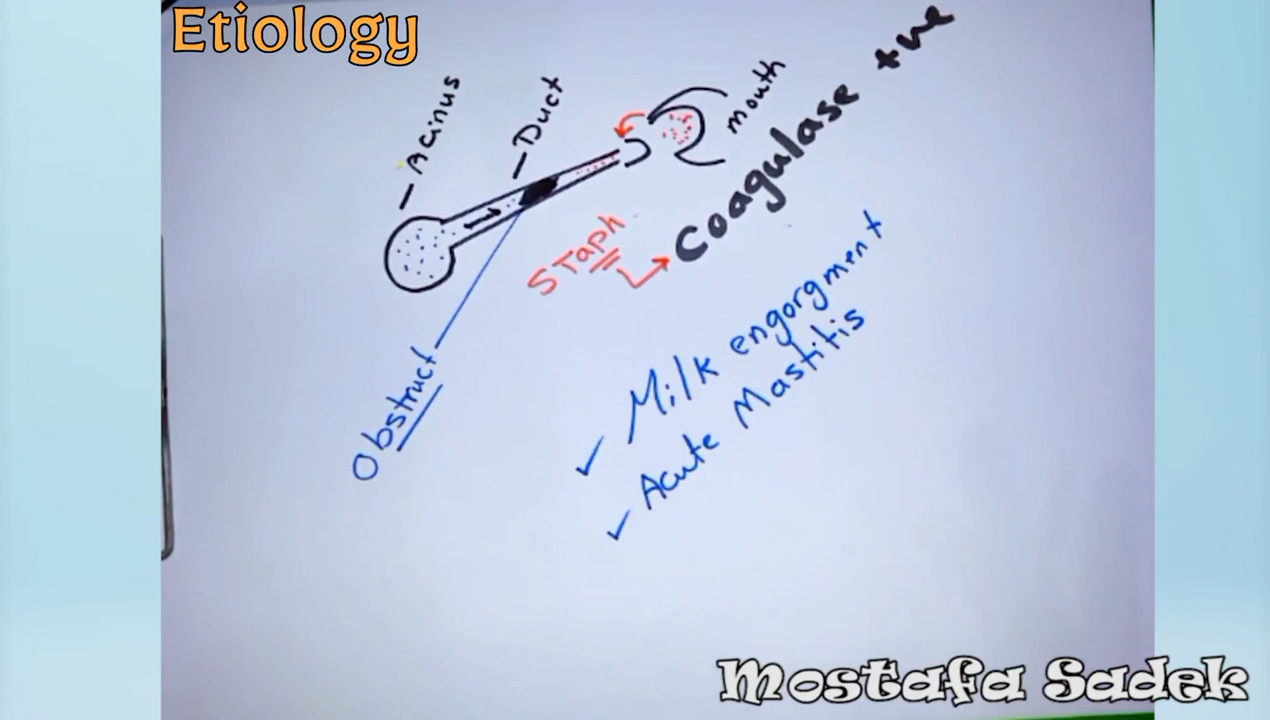 Etiology
Acinus
Duct
mouth
Coagulase +ve
Staph
Obstruct
Milk engorgment
Acute Mastitis
Mostafa Sadek